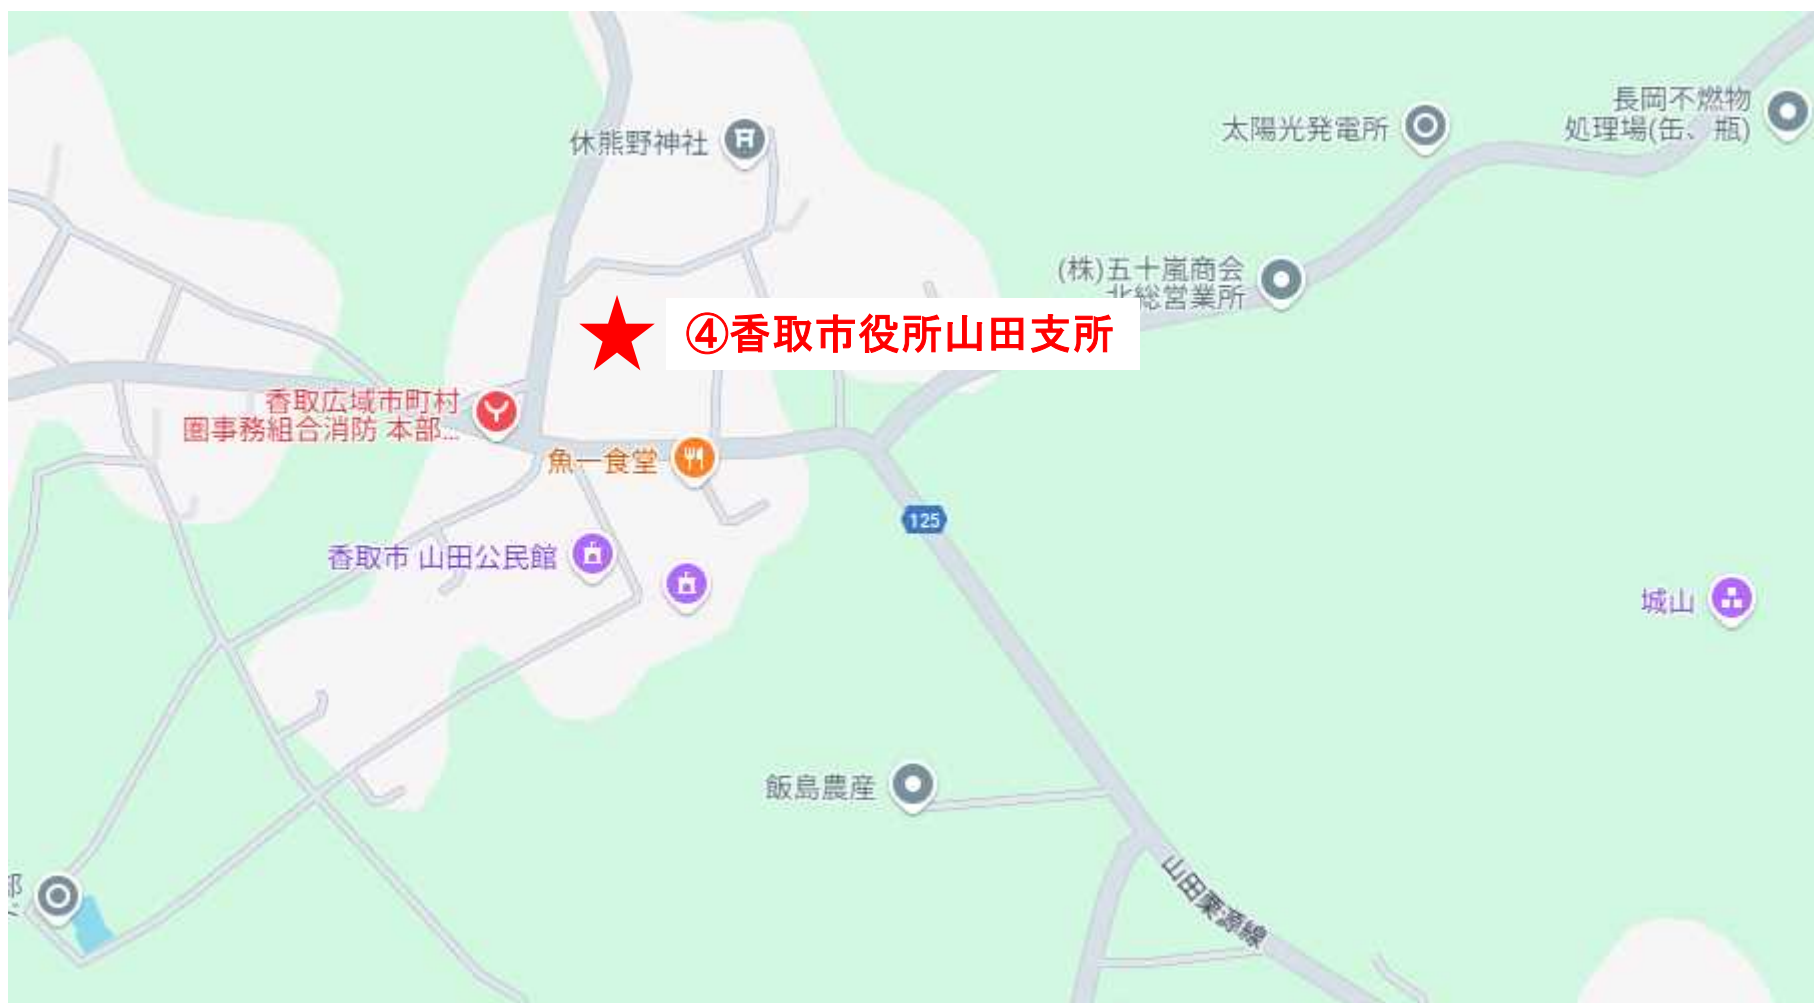 長岡不燃物
処理場(缶、瓶)
太陽光発電所
休熊野神社
(株)五十嵐商会
北総営業所
④香取市役所山田支所
香取広域市町村
圏事務組合消防 本部...
魚一食堂
125
香取市 山田公民館
城山
飯島農産
山田栗源線
部